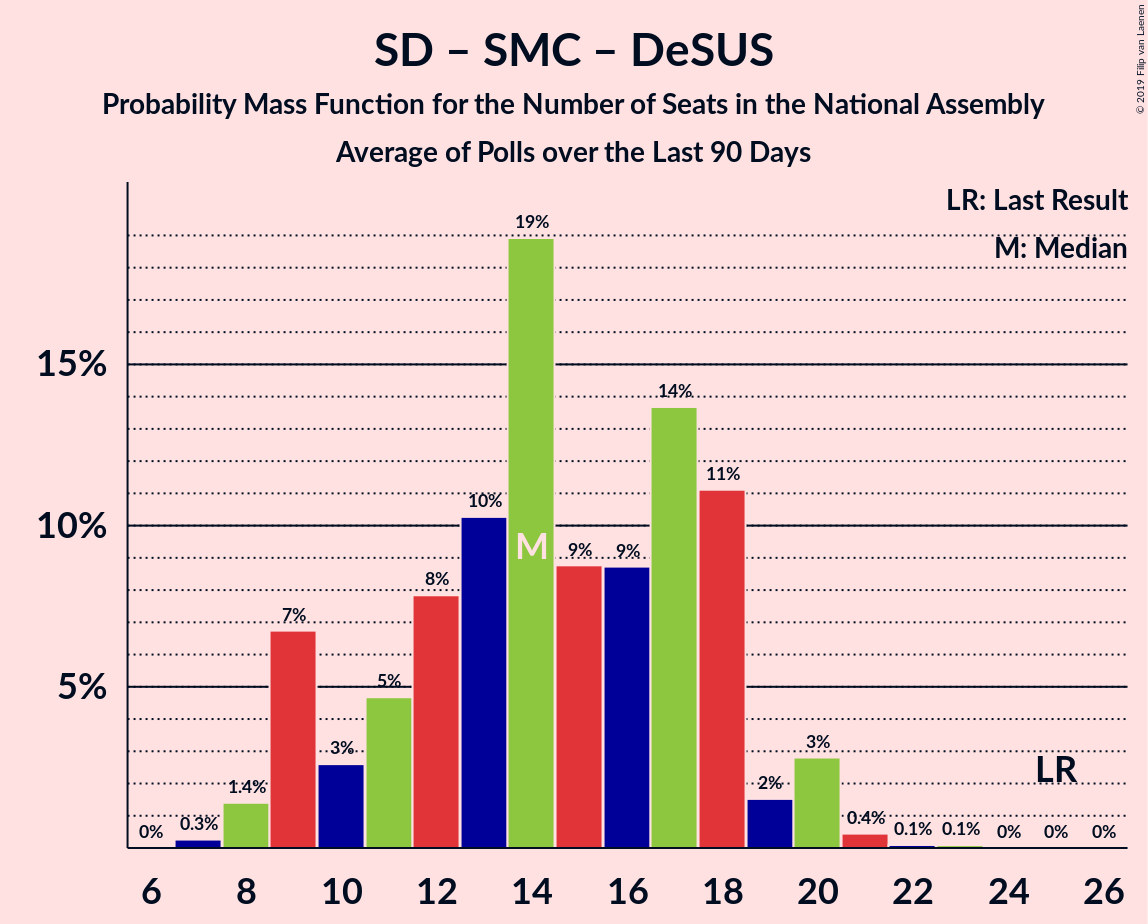 SD – SMC – DeSUS
Probability Mass Function for the Number of Seats in the National Assembly
Average of Polls over the Last 90 Days
© 2019 Filip van Laenen
LR: Last Result
M: Median
15%
10%
5%
0%
0.3%
1.4%
7%
3%
5%
8%
10%
19%
M
9%
9%
14%
11%
2%
3%
0.4%
0.1%
0.1%
0%
0%
0%
LR
6 8 10 12 14 16 18 20 22 24 26